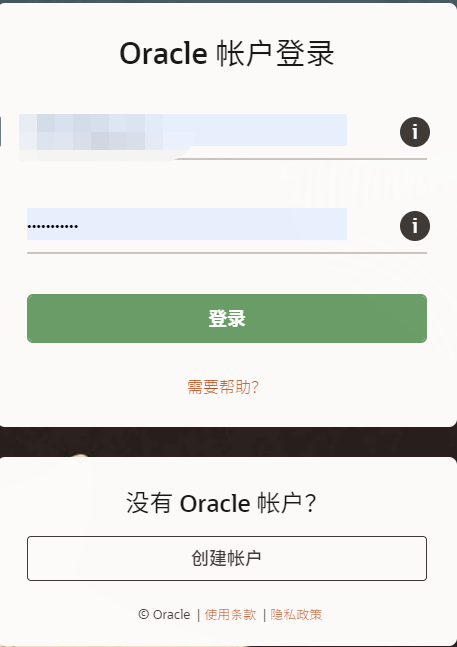 Oracle 帐户登录
i
•••••••••••
i
登录
需要帮助?
没有 Oracle 帐户?
创建帐户
© Oracle | 使用条款 | 隐私政策